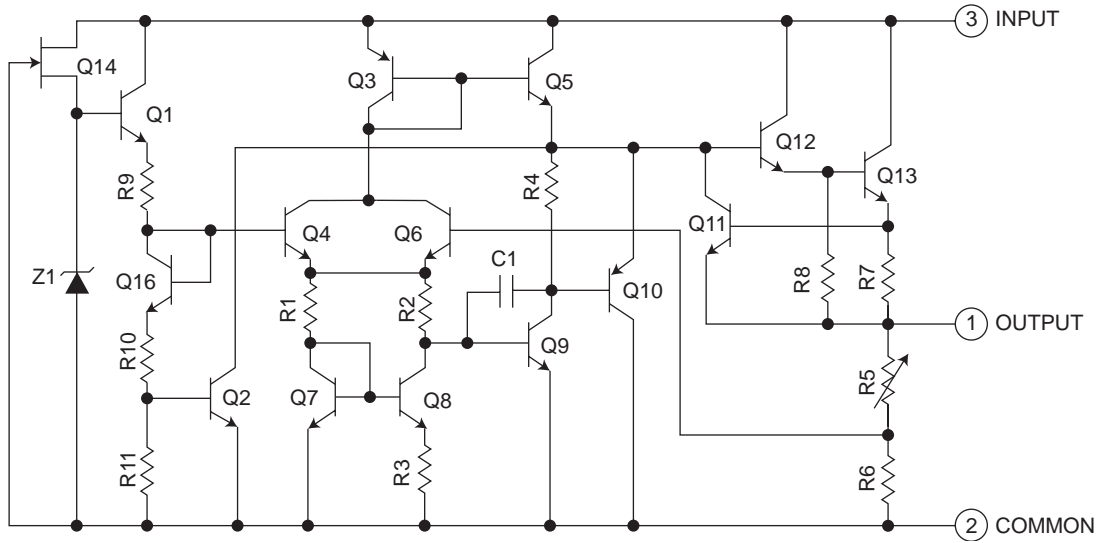 3 INPUT
Q14
Q3
Q5
Q1
Q12
R9
R4
Q13
Q4
Q6
Q11
C1
Z1
Q16
R1
R2
Q10
R8
R7
1 OUTPUT
R10
Q9
R5
Q2
Q7
Q8
R11
R3
R6
2 COMMON